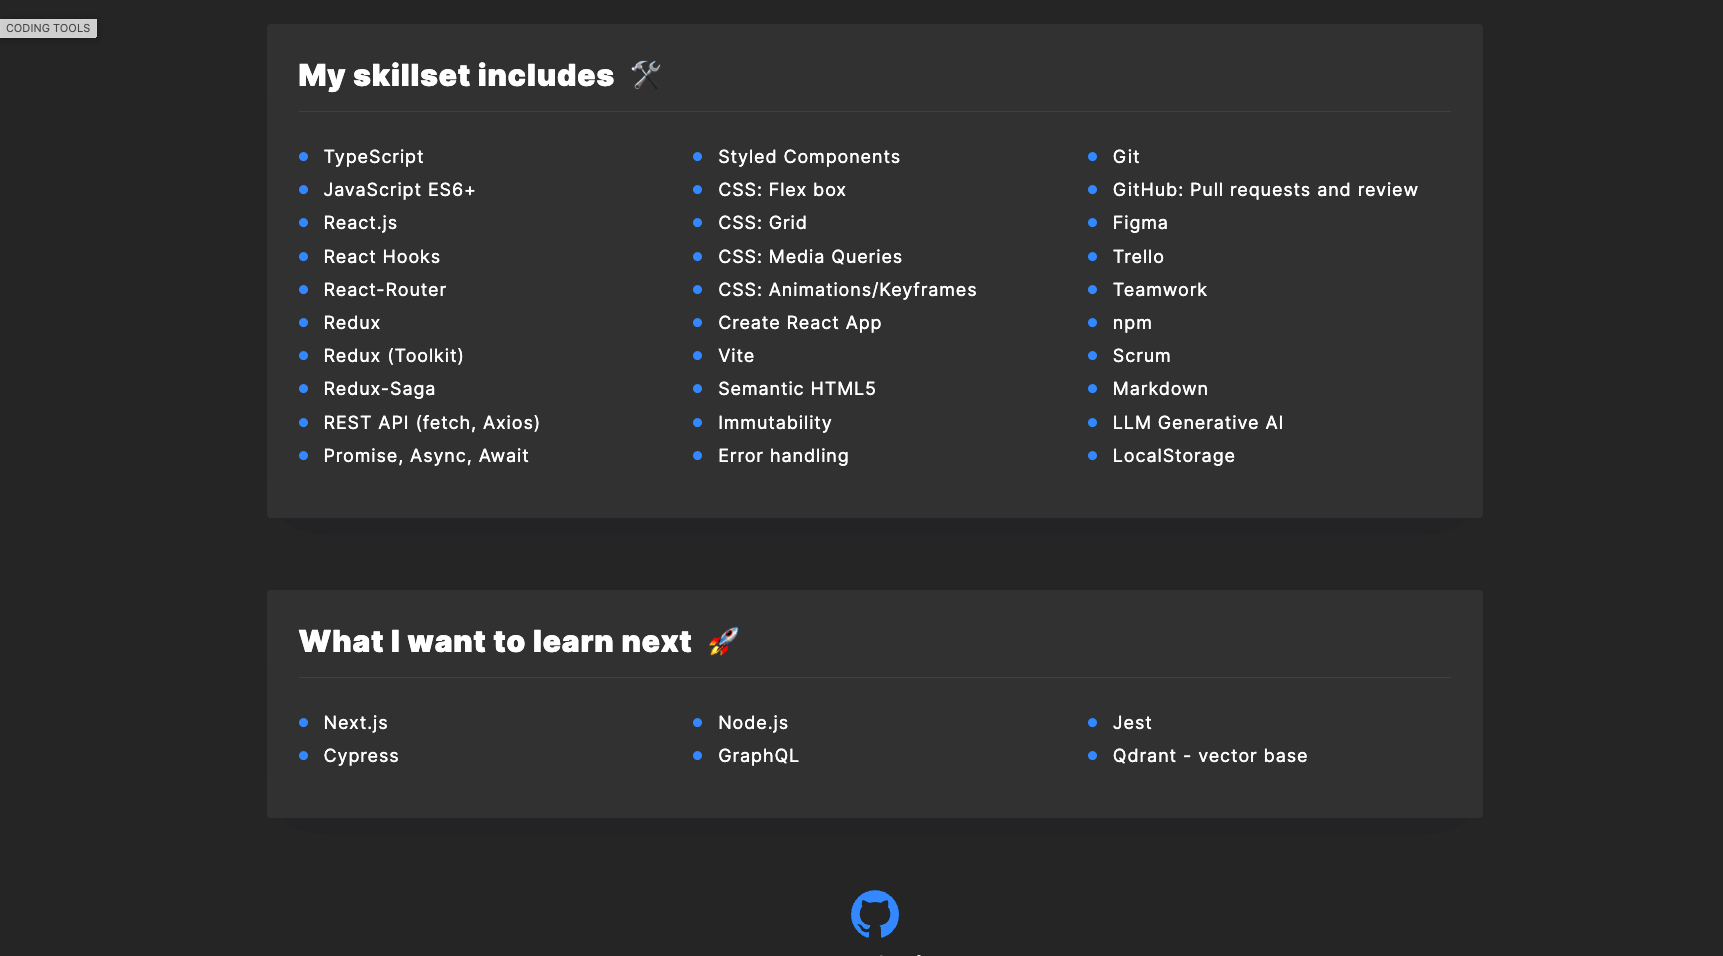 CODING TOOLS
My skillset includes 🛠️
TypeScript
JavaScript ES6+
React.js
React Hooks
React-Router
Redux
Redux (Toolkit)
Redux-Saga
REST API (fetch, Axios)
Promise, Async, Await
Styled Components
CSS: Flex box
CSS: Grid
CSS: Media Queries
CSS: Animations/Keyframes
Create React App
Vite
Semantic HTML5
Immutability
Error handling
Git
GitHub: Pull requests and review
Figma
Trello
Teamwork
npm
Scrum
Markdown
LLM Generative AI
LocalStorage
What I want to learn next 🚀
Next.js
Cypress
Node.js
GraphQL
Jest
Qdrant - vector base